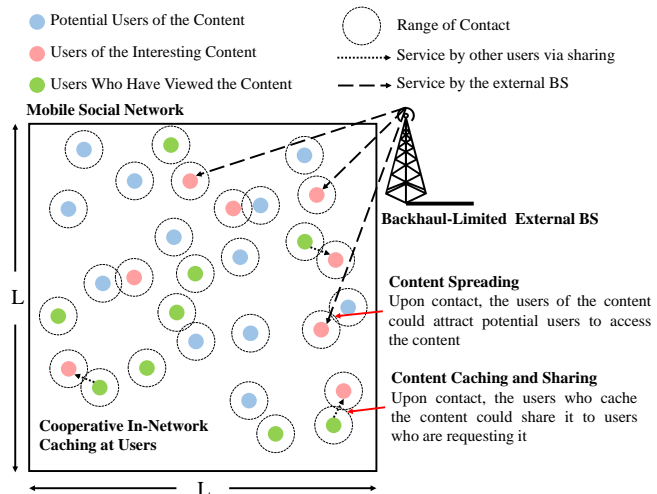 Potential Users of the Content
Range of Contact
Users of the Interesting Content
Service by other users via sharing
Users Who Have Viewed the Content
Service by the external BS
Mobile Social Network
Backhaul-Limited External BS
L
Content Spreading
Upon contact, the users of the content
could attract potential users to access
the content
Content Caching and Sharing
Upon contact, the users who cache
the content could share it to users
who are requesting it
Cooperative In-Network
Caching at Users
L